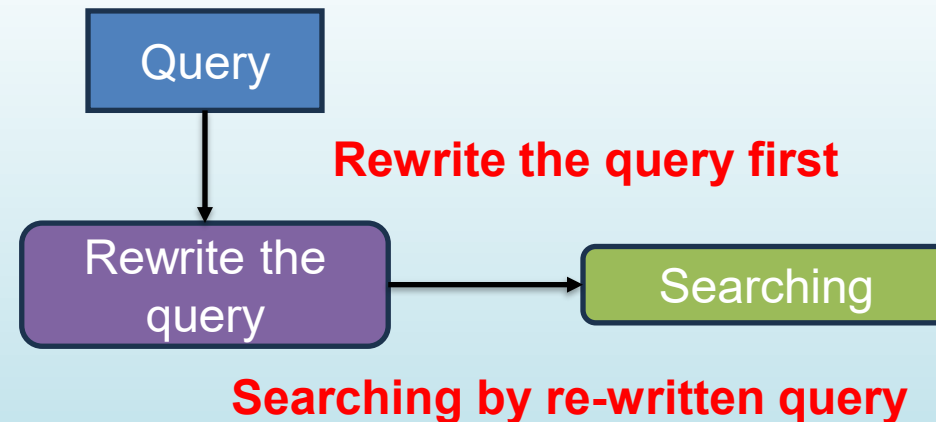 Query
Rewrite the query first
Rewrite the
query
Searching
Searching by re-written query